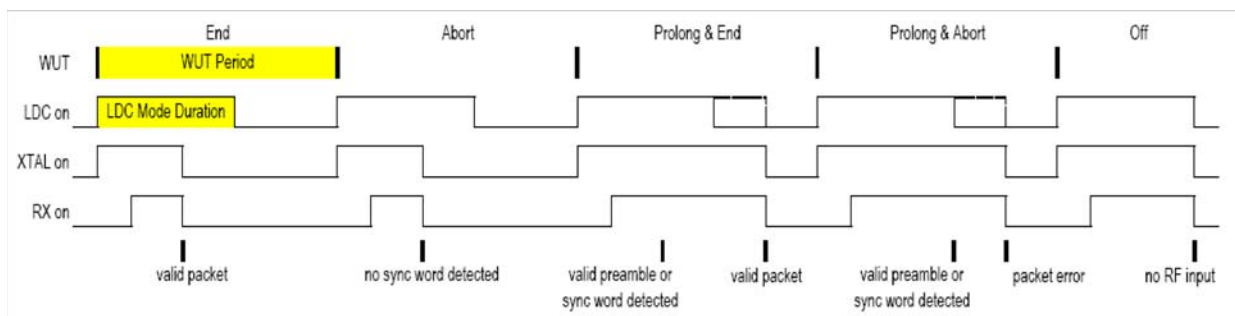 End Abort Prolong & End Prolong & Abort Off
WUT WUT Period
LDC on LDC Mode Duration
XTAL on
RX on
valid packet no sync word detected valid preamble or valid packet valid preamble or packet error no RF input
sync word detected sync word detected